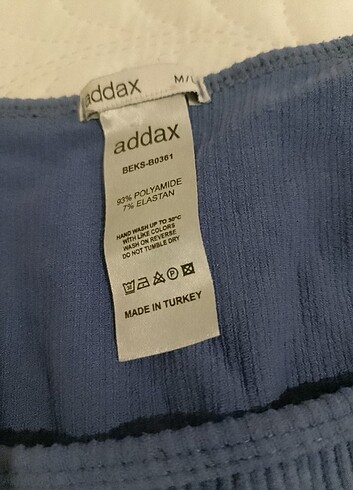 addax M/L
addax
BEKS-B0361
93% POLYAMIDE
7% ELASTAN
HAND WASH UP TO 30°C
WITH LIKE COLORS
WASH ON REVERSE
DO NOT TUMBLE DRY
P
MADE IN TURKEY